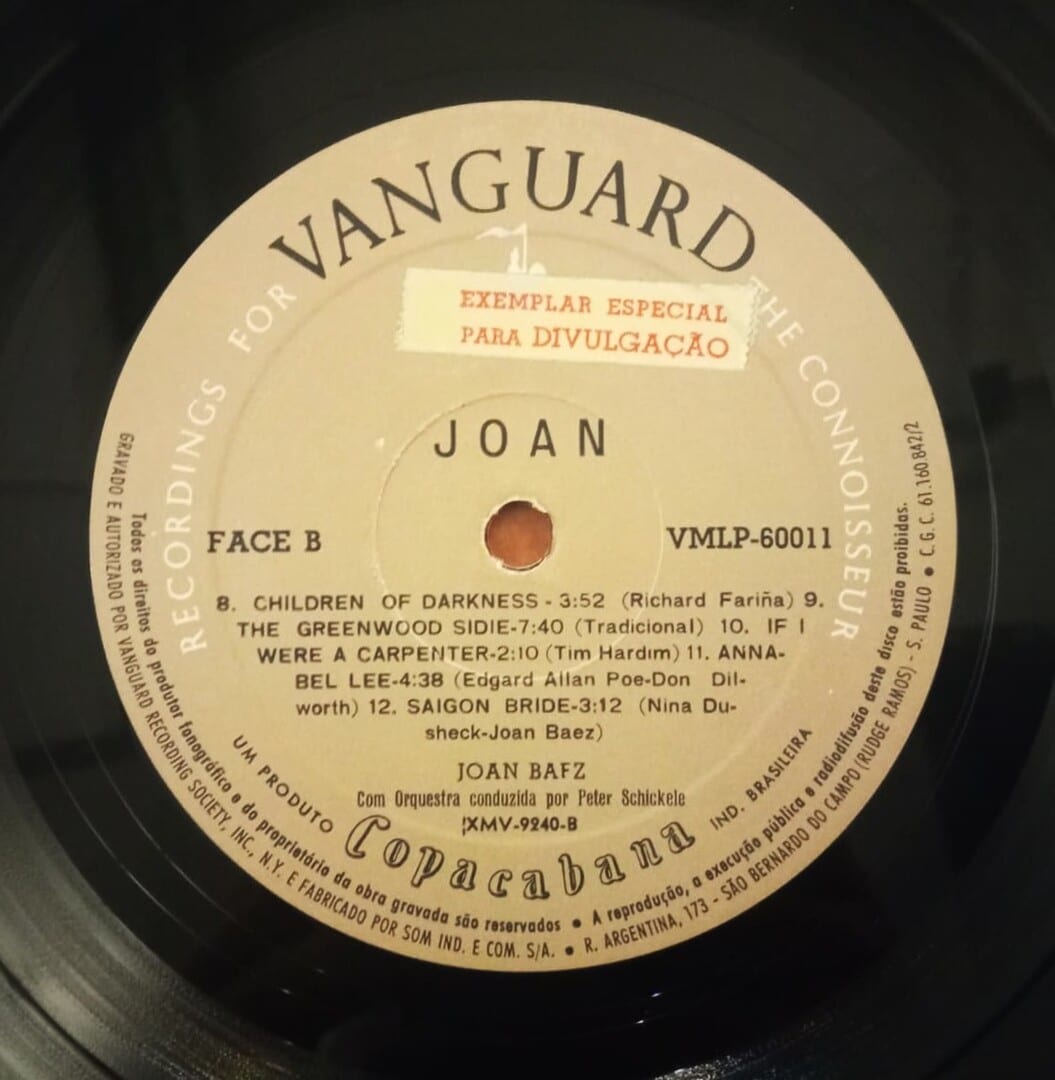 VANGUARD
RECORDINGS FOR THE CONNOISSEUR
EXEMPLAR ESPECIAL
PARA DIVULGAÇÃO
JOAN
FACE B
VMLP-60011
8. CHILDREN OF DARKNESS - 3:52 (Richard Fariña) 9.
THE GREENWOOD SIDIE-7:40 (Tradicional) 10. IF I
WERE A CARPENTER-2:10 (Tim Hardim) 11. ANNA-
BEL LEE-4:38 (Edgard Allan Poe-Don Dil-
worth) 12. SAIGON BRIDE-3:12 (Nina Du-
sheck-Joan Baez)
JOAN BAFZ
Com Orquestra conduzida por Peter Schickele
XMV-9240-B
UM PRODUTO Copacabana IND. BRASILEIRA
Todos os direitos do produtor fonográfico e do proprietário da obra gravada são reservados • A reprodução, a execução pública e radiodifusão deste disco estão proibidas.
GRAVADO E AUTORIZADO POR VANGUARD RECORDING SOCIETY, INC., N.Y. E FABRICADO POR SOM IND. E COM. S/A. • R. ARGENTINA, 173 - SÃO BERNARDO DO CAMPO (RUDGE RAMOS) - S. PAULO • C.G.C. 61.160.842/2